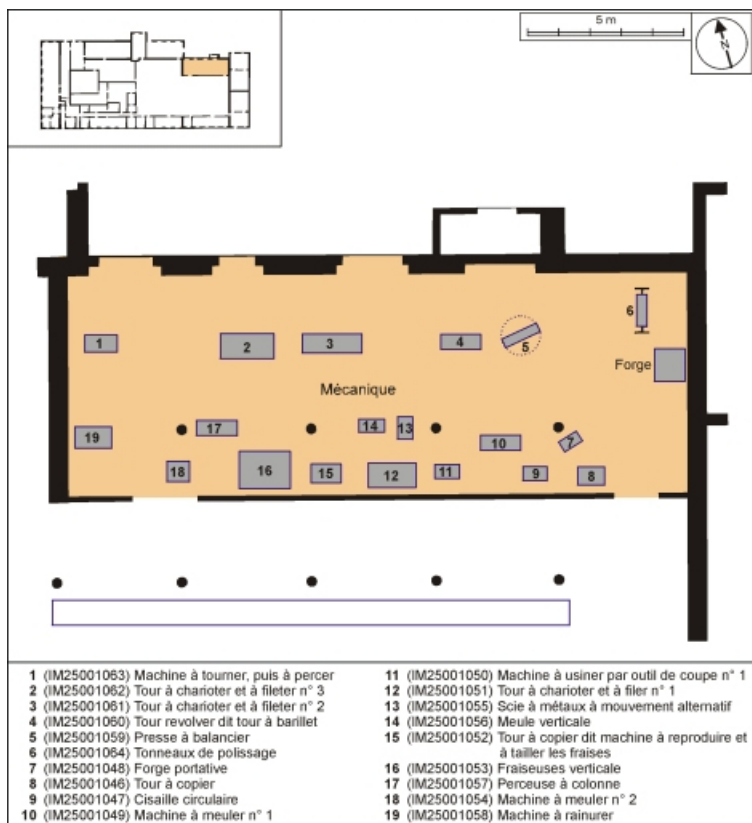 5 m
N
1
2
3
4
5
6
Forge
Mécanique
19
17
14
13
10
7
18
16
15
12
11
9
8
1 (IM25001063) Machine à tourner, puis à percer
2 (IM25001062) Tour à charioter et à fileter n° 3
3 (IM25001061) Tour à charioter et à fileter n° 2
4 (IM25001060) Tour revolver dit tour à barillet
5 (IM25001059) Presse à balancier
6 (IM25001064) Tonneaux de polissage
7 (IM25001048) Forge portative
8 (IM25001046) Tour à copier
9 (IM25001047) Cisaille circulaire
10 (IM25001049) Machine à meuler n° 1
11 (IM25001050) Machine à usiner par outil de coupe n° 1
12 (IM25001051) Tour à charioter et à filer n° 1
13 (IM25001055) Scie à métaux à mouvement alternatif
14 (IM25001056) Meule verticale
15 (IM25001052) Tour à copier dit machine à reproduire et
à tailler les fraises
16 (IM25001053) Fraiseuses verticale
17 (IM25001057) Perceuse à colonne
18 (IM25001054) Machine à meuler n° 2
19 (IM25001058) Machine à rainurer